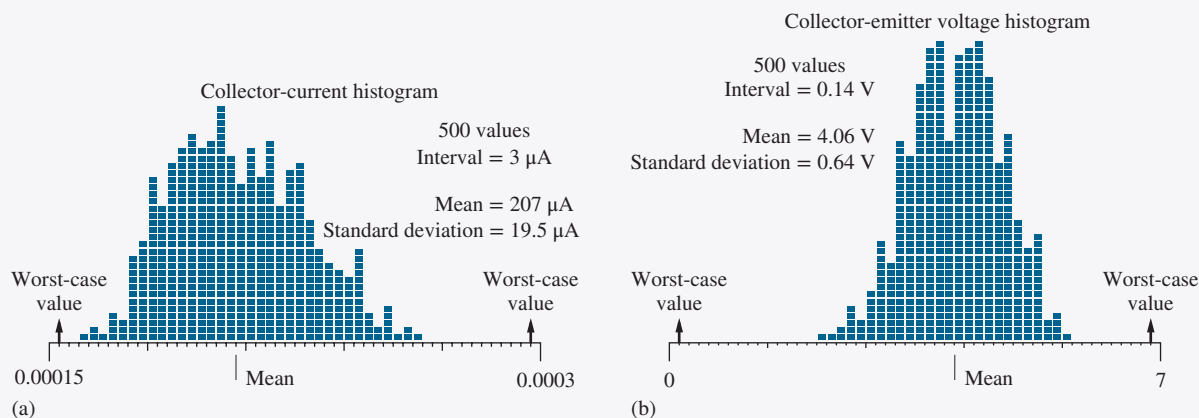 Collector-current histogram
500 values
Interval = 3 µA
Mean = 207 µA
Standard deviation = 19.5 µA
Worst-case
value
Worst-case
value
0.00015
Mean
0.0003
(a)
Collector-emitter voltage histogram
500 values
Interval = 0.14 V
Mean = 4.06 V
Standard deviation = 0.64 V
Worst-case
value
Worst-case
value
0
Mean
7
(b)